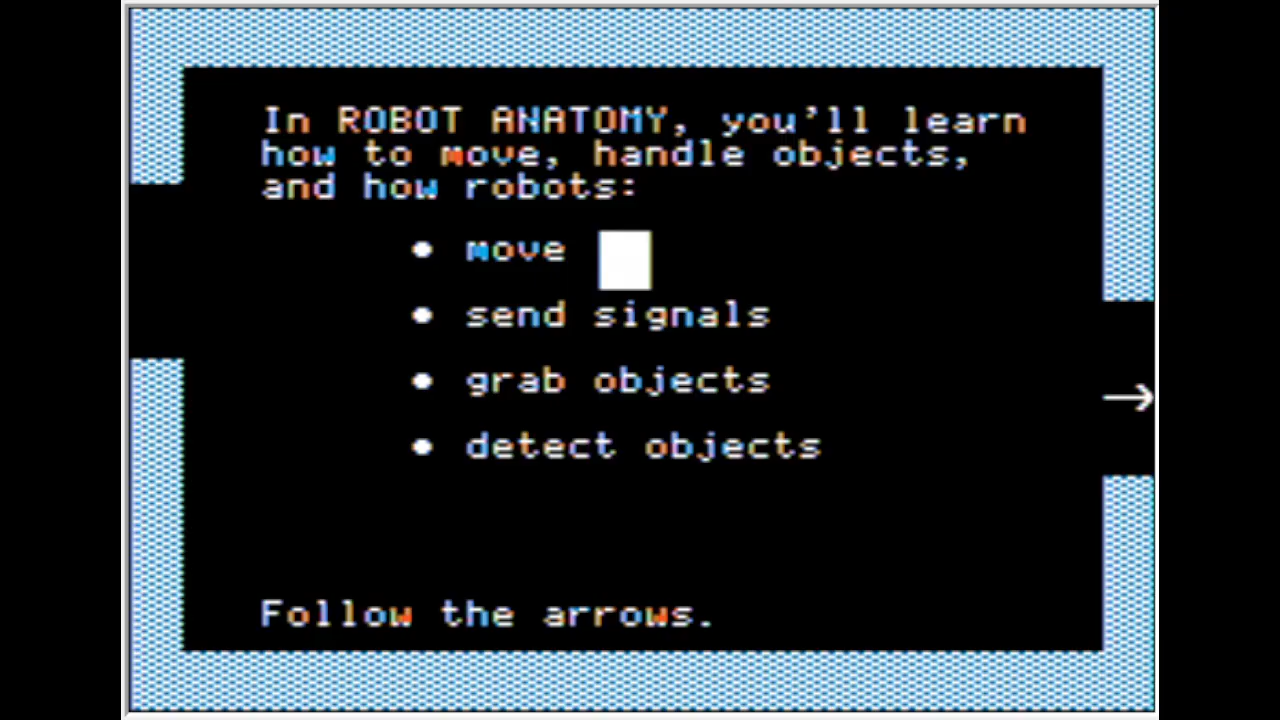 In ROBOT ANATOMY, you'll learn
how to move, handle objects,
and how robots:
• move
• send signals
• grab objects
• detect objects
Follow the arrows.